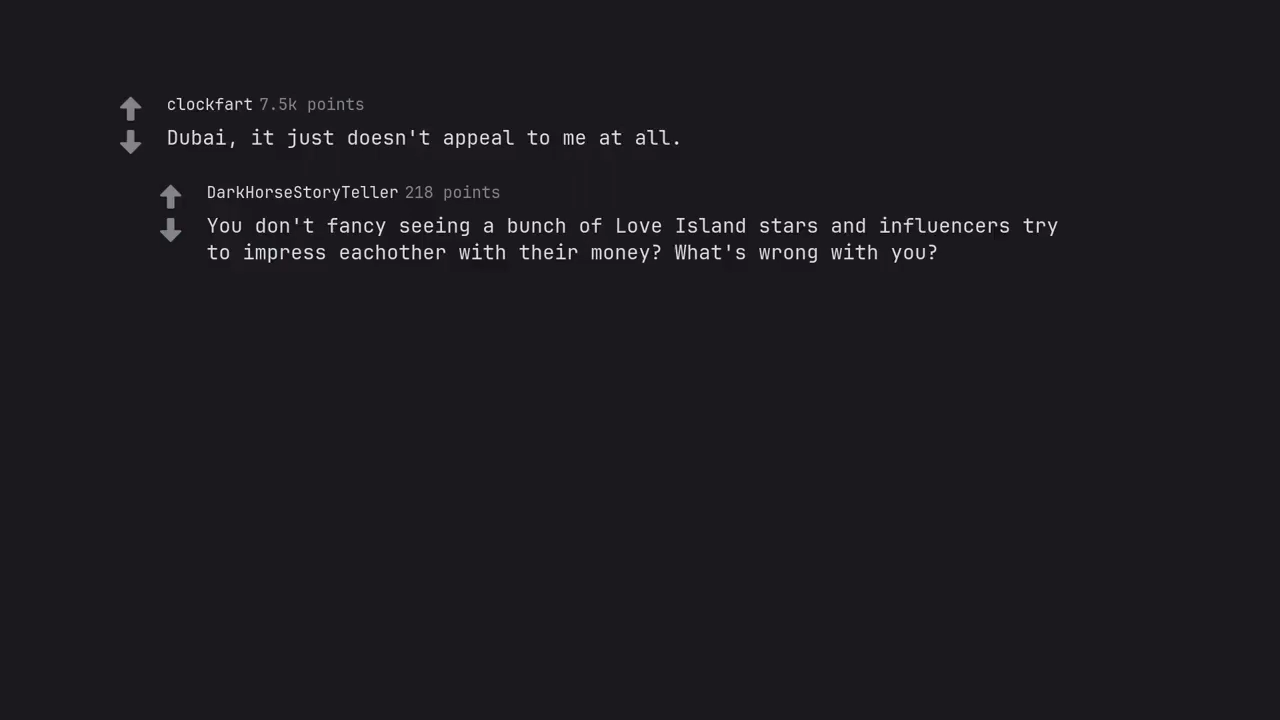 clockfart 7.5k points
Dubai, it just doesn't appeal to me at all.
DarkHorseStoryTeller 218 points
You don't fancy seeing a bunch of Love Island stars and influencers try
to impress eachother with their money? What's wrong with you?